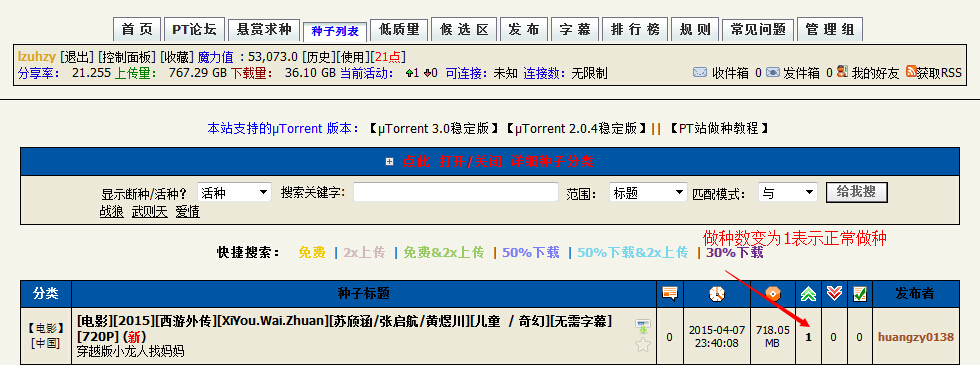 首 页 PT论坛 悬赏求种 种子列表 低质量 候 选 区 发 布 字 幕 排 行 榜 规 则 常见问题 管 理 组
lzuhzy [退出] [控制面板] [收藏] 魔力值 : 53,073.0 [历史][使用][21点]
分享率： 21.255 上传量： 767.29 GB 下载量： 36.10 GB 当前活动： 1 0 可连接：未知 连接数：无限制 收件箱 0 发件箱 0 我的好友 获取RSS
本站支持的μTorrent 版本：【μTorrent 3.0稳定版】【μTorrent 2.0.4稳定版】|| 【PT站做种教程】
点此 打开/关闭 详细种子分类
显示断种/活种？ 活种 搜索关键字： 范围： 标题 匹配模式： 与 给我搜
战狼 武则天 爱情
做种数变为1表示正常做种
快捷搜索： 免费 | 2x上传 | 免费&2x上传 | 50%下载 | 50%下载&2x上传 | 30%下载
分类 种子标题 发布者
[电影][2015][西游外传][XiYou.Wai.Zhuan][苏颀涵/张启航/黄煜川][儿童 / 奇幻][无需字幕]
【电影】 [720P] (新) 0 2015-04-07 718.05 1 0 0 huangzy0138
[中国] 穿越版小龙人找妈妈 23:40:08 MB